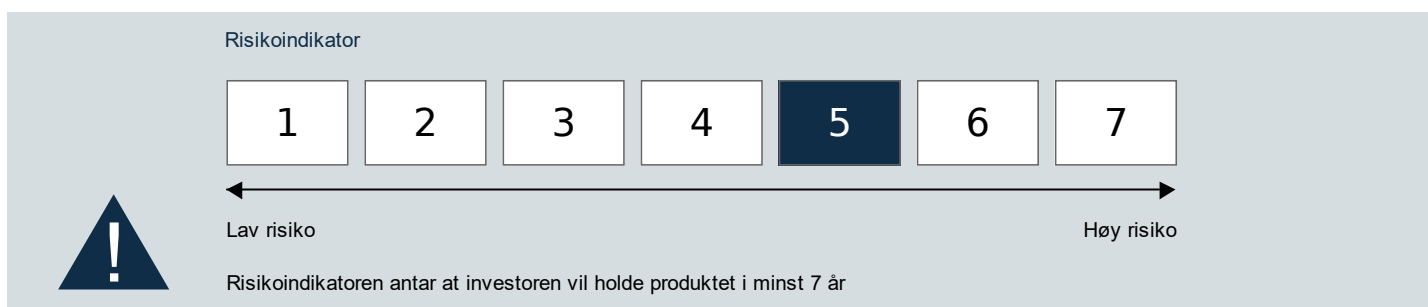 Risikoindikator
1 2 3 4 5 6 7
Lav risiko Høy risiko
!
Risikoindikatoren antar at investoren vil holde produktet i minst 7 år